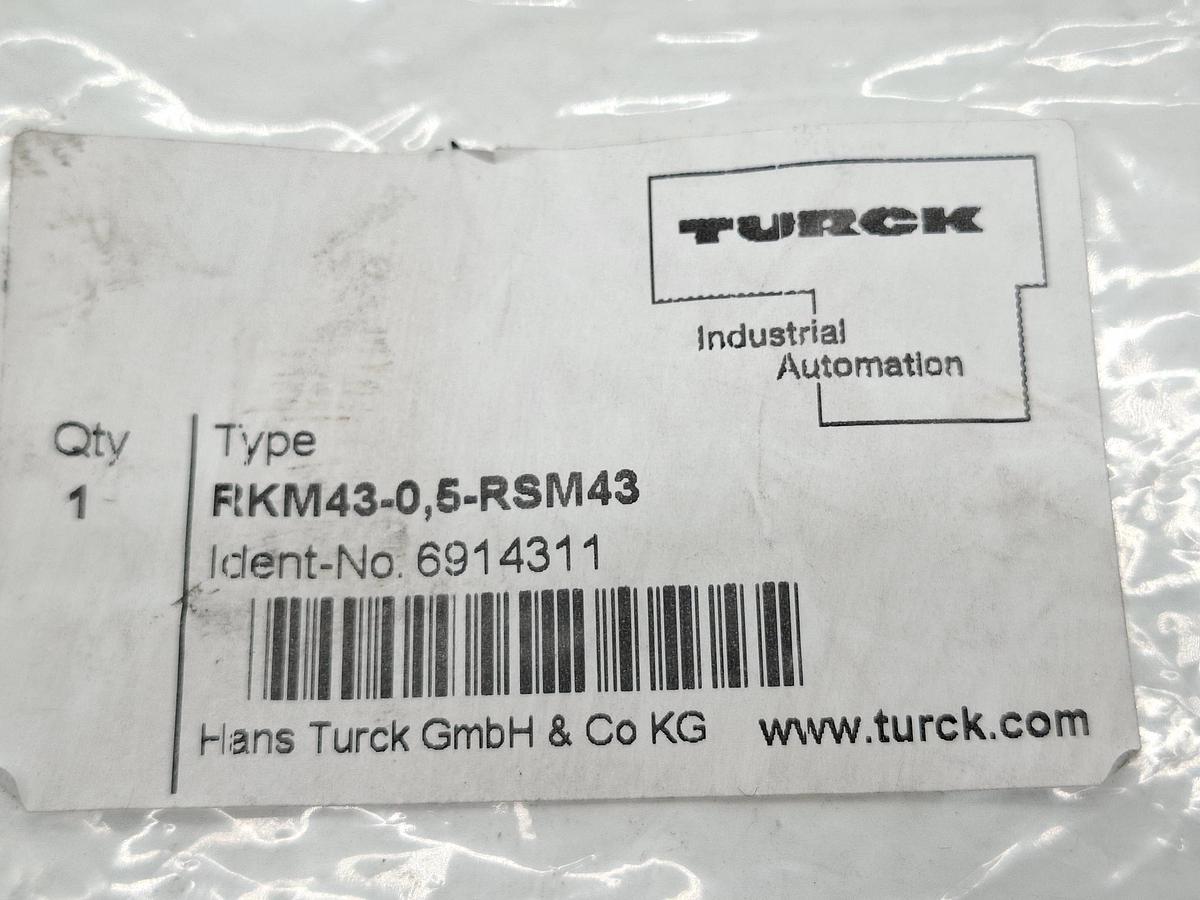 TURCK
Industrial
Automation
Qty
1
Type
RKM43-0,5-RSM43
Ident-No. 6914311
Hans Turck GmbH & Co KG www.turck.com